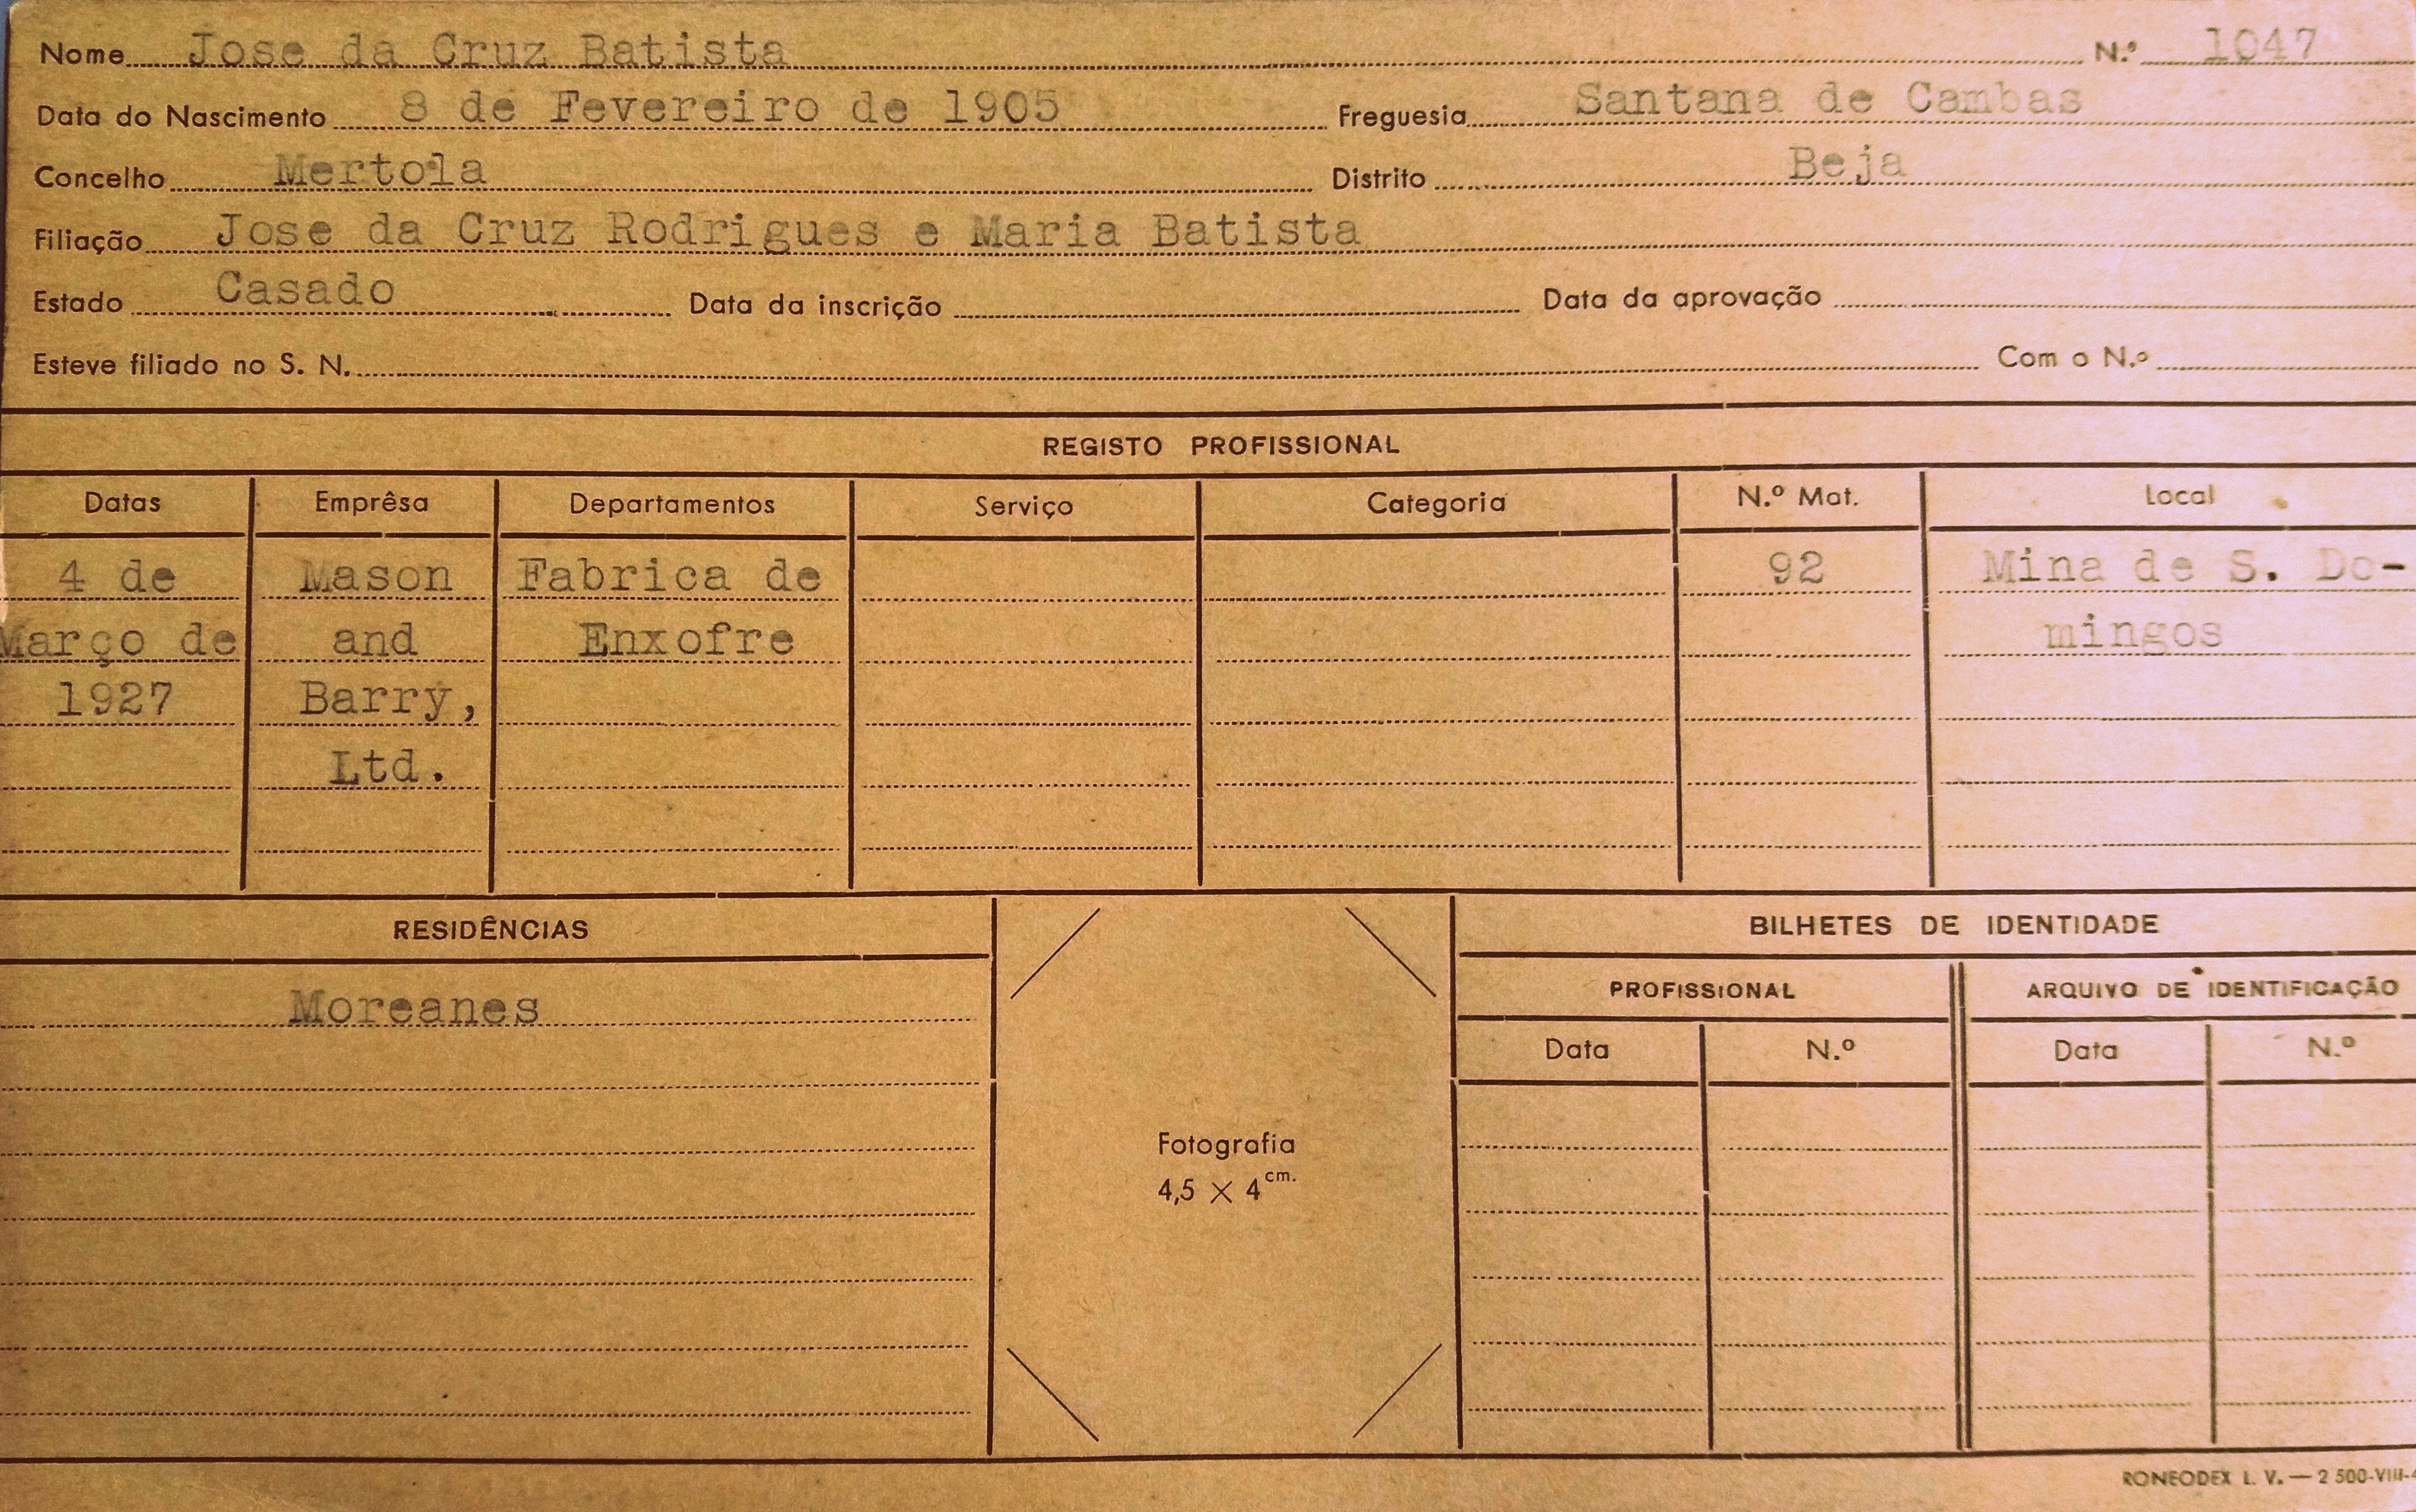 Nome Jose da Cruz Batista N.º 1047
Data do Nascimento 8 de Fevereiro de 1905 Freguesia Santana de Cambas
Concelho Mertola Distrito Beja
Filiação Jose da Cruz Rodrigues e Maria Batista
Estado Casado Data da inscrição Data da aprovação
Esteve filiado no S. N. Com o N.º
REGISTO PROFISSIONAL
Datas Emprêsa Departamentos Serviço Categoria N.º Mat. Local
4 de Mason Fabrica de 92 Mina de S. Do-
Março de and Enxofre mingos
1927 Barry,
Ltd.
RESIDÊNCIAS BILHETES DE IDENTIDADE
PROFISSIONAL ARQUIVO DE IDENTIFICAÇÃO
Moreanes
Data N.º Data N.º
Fotografia
4,5 × 4 cm.
RONEODEX L. V. — 2 500-VIII-4